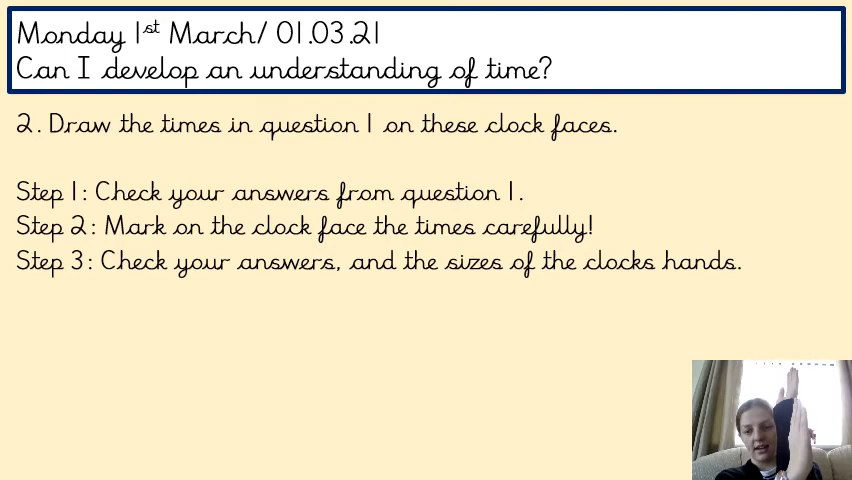 Monday 1st March/ 01.03.21
Can I develop an understanding of time?
2. Draw the times in question 1 on these clock faces.
Step 1: Check your answers from question 1.
Step 2: Mark on the clock face the times carefully!
Step 3: Check your answers, and the sizes of the clocks hands.